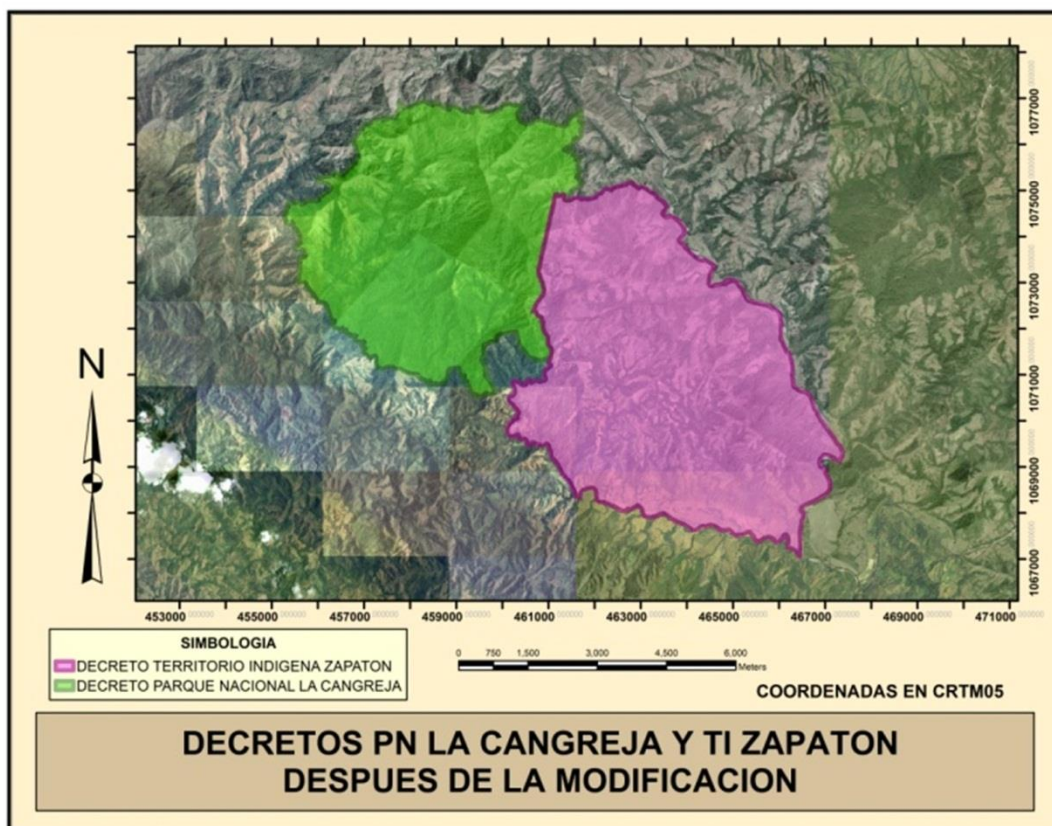 1077000
1075000
1073000
1071000
1069000
1067000
N
453000 455000 457000 459000 461000 463000 465000 467000 469000 471000
SIMBOLOGIA
DECRETO TERRITORIO INDIGENA ZAPATON
DECRETO PARQUE NACIONAL LA CANGREJA
0 750 1,500 3,000 4,500 6,000
Meters
COORDENADAS EN CRTM05
DECRETOS PN LA CANGREJA Y TI ZAPATON
DESPUES DE LA MODIFICACION